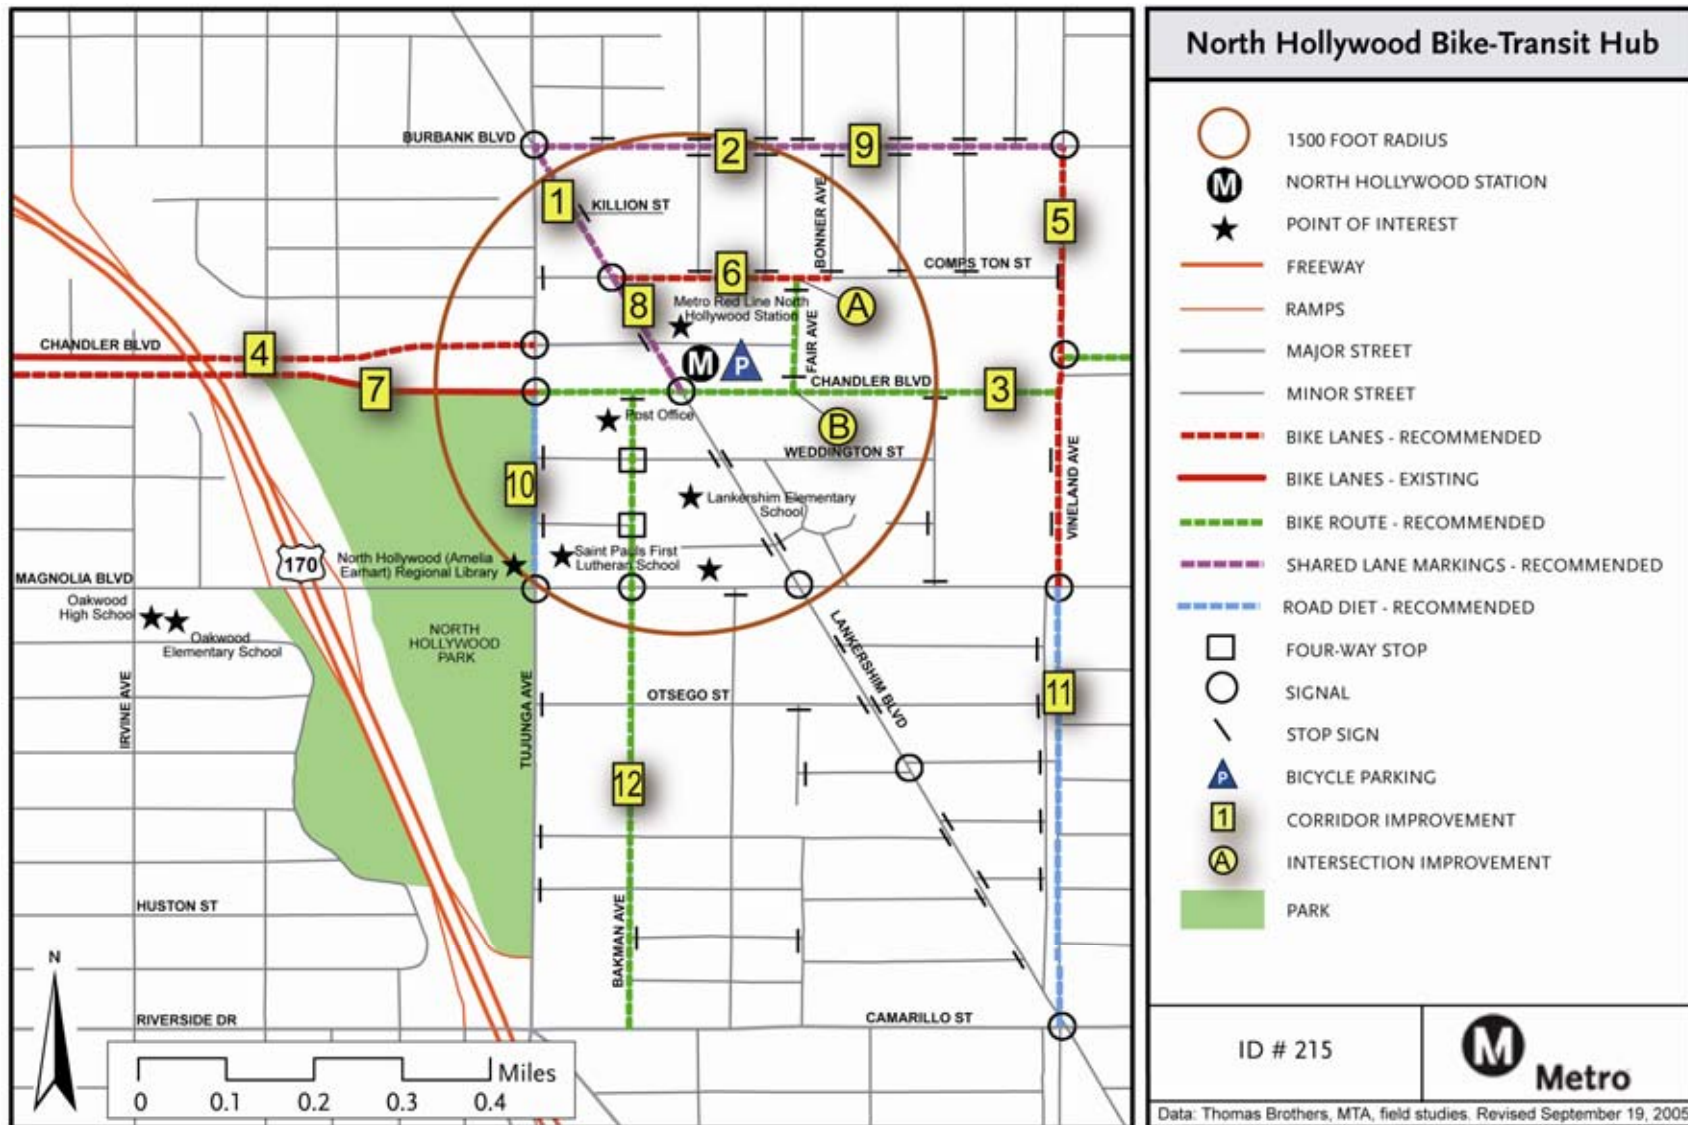 North Hollywood Bike-Transit Hub
BURBANK BLVD
2
9
1
KILLION ST
BONNER AVE
5
COMPS TON ST
6
8
Metro Red Line North
Hollywood Station
A
FAIR AVE
CHANDLER BLVD
4
M
P
CHANDLER BLVD
7
3
Post Office
B
WEDDINGTON ST
VINELAND AVE
10
Lankershim Elementary
School
170
North Hollywood (Amelia
Earhart) Regional Library
Saint Pauls First
Lutheran School
MAGNOLIA BLVD
Oakwood
High School
Oakwood
Elementary School
NORTH
HOLLYWOOD
PARK
LANKERSHIM BLVD
IRVINE AVE
TUJUNGA AVE
OTSEGO ST
11
12
HUSTON ST
BAKMAN AVE
N
RIVERSIDE DR
CAMARILLO ST
Miles
0 0.1 0.2 0.3 0.4
1500 FOOT RADIUS
M NORTH HOLLYWOOD STATION
POINT OF INTEREST
FREEWAY
RAMPS
MAJOR STREET
MINOR STREET
BIKE LANES - RECOMMENDED
BIKE LANES - EXISTING
BIKE ROUTE - RECOMMENDED
SHARED LANE MARKINGS - RECOMMENDED
ROAD DIET - RECOMMENDED
FOUR-WAY STOP
SIGNAL
STOP SIGN
P BICYCLE PARKING
1 CORRIDOR IMPROVEMENT
A INTERSECTION IMPROVEMENT
PARK
ID # 215
M Metro
Data: Thomas Brothers, MTA, field studies. Revised September 19, 2005